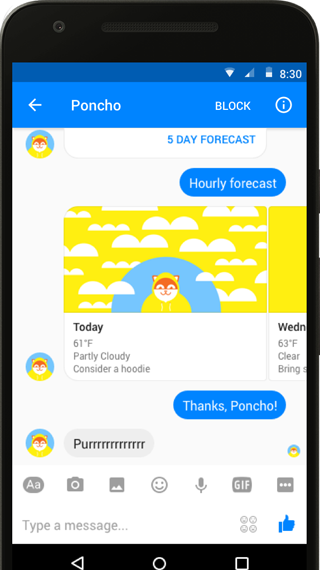 8:30
Poncho
BLOCK
5 DAY FORECAST
Hourly forecast
Today
61°F
Partly Cloudy
Consider a hoodie
Wedn
63°F
Clear
Bring s
Thanks, Poncho!
Purrrrrrrrrrrrr
Aa
GIF
Type a message...